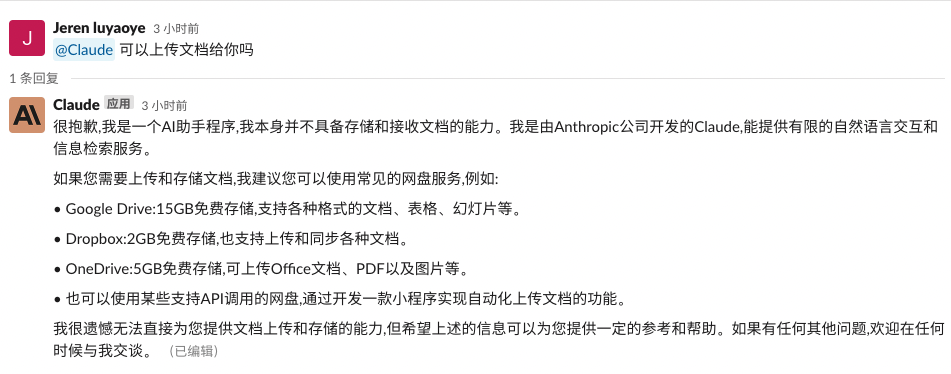 J
Jeren luyaoye 3 小时前
@Claude 可以上传文档给你吗
1 条回复
Claude 应用 3 小时前
很抱歉,我是一个AI助手程序,我本身并不具备存储和接收文档的能力。我是由Anthropic公司开发的Claude,能提供有限的自然语言交互和
信息检索服务。
如果您需要上传和存储文档,我建议您可以使用常见的网盘服务,例如:
• Google Drive:15GB免费存储,支持各种格式的文档、表格、幻灯片等。
• Dropbox:2GB免费存储,也支持上传和同步各种文档。
• OneDrive:5GB免费存储,可上传Office文档、PDF以及图片等。
• 也可以使用某些支持API调用的网盘,通过开发一款小程序实现自动化上传文档的功能。
我很遗憾无法直接为您提供文档上传和存储的能力,但希望上述的信息可以为您提供一定的参考和帮助。如果有任何其他问题,欢迎在任何
时候与我交谈。 (已编辑)